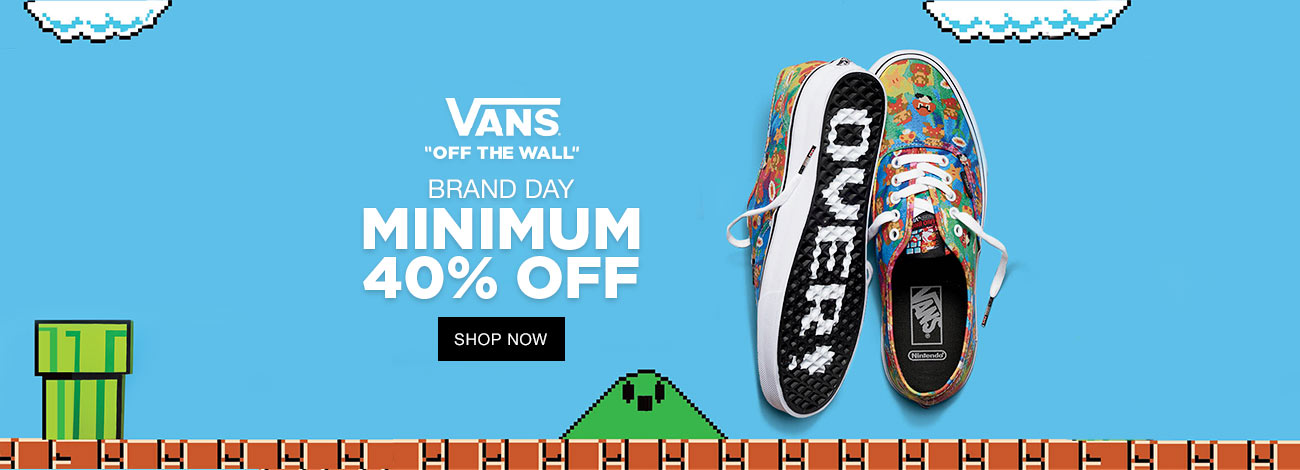 VANS
"OFF THE WALL"
BRAND DAY
MINIMUM
40% OFF
SHOP NOW
OVER!
VANS
Nintendo